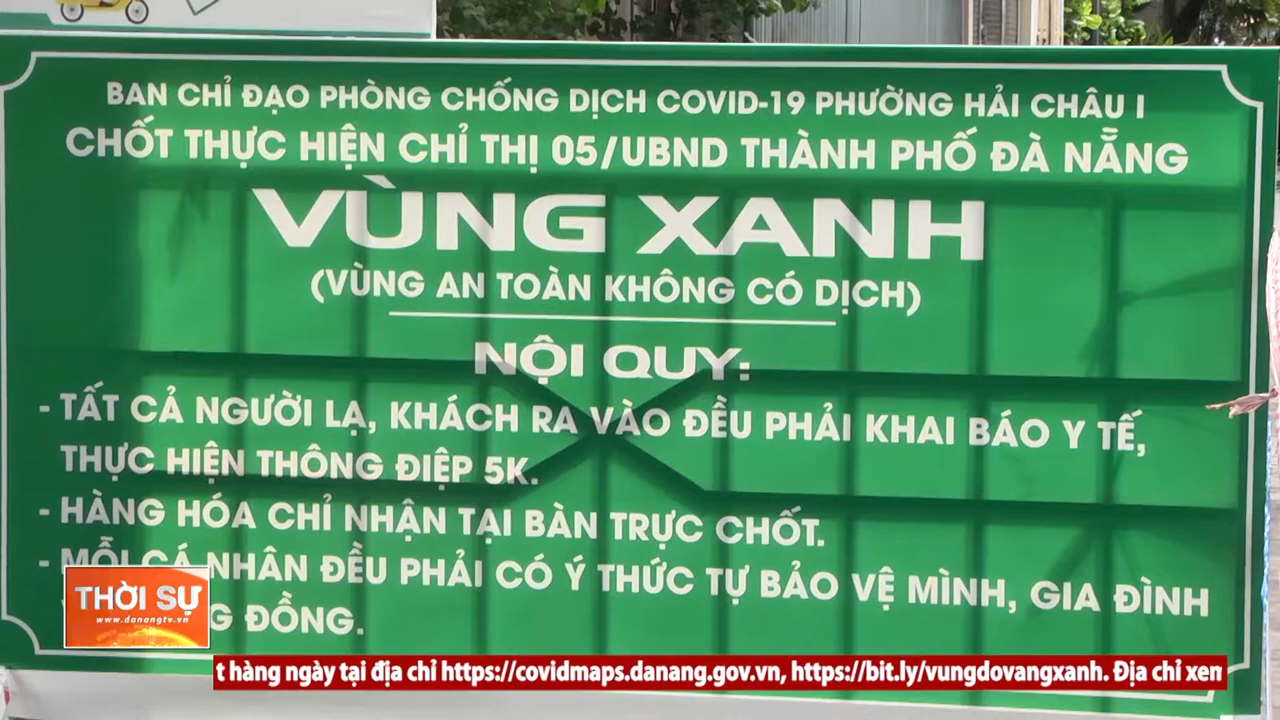 BAN CHỈ ĐẠO PHÒNG CHỐNG DỊCH COVID-19 PHƯỜNG HẢI CHÂU I
CHỐT THỰC HIỆN CHỈ THỊ 05/UBND THÀNH PHỐ ĐÀ NẴNG
VÙNG XANH
(VÙNG AN TOÀN KHÔNG CÓ DỊCH)
NỘI QUY:
- TẤT CẢ NGƯỜI LẠ, KHÁCH RA VÀO ĐỀU PHẢI KHAI BÁO Y TẾ,
THỰC HIỆN THÔNG ĐIỆP 5K.
- HÀNG HÓA CHỈ NHẬN TẠI BÀN TRỰC CHỐT.
- MỖI CÁ NHÂN ĐỀU PHẢI CÓ Ý THỨC TỰ BẢO VỆ MÌNH, GIA ĐÌNH
ĐỒNG.
THỜI SỰ
www.danangtv.vn
t hàng ngày tại địa chỉ https://covidmaps.danang.gov.vn, https://bit.ly/vungdovangxanh. Địa chỉ xem